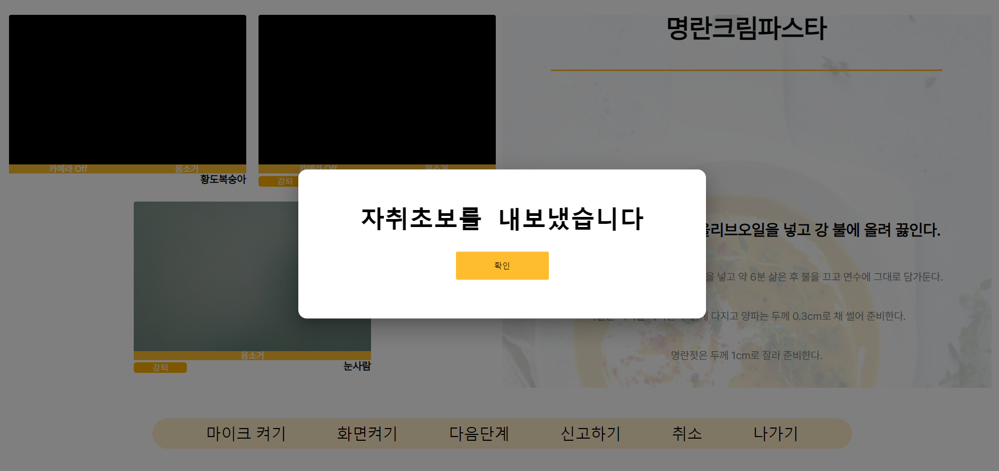 명란크림파스타
카메라 Off 음소거
황도복숭아
카메라 Off 음소거
강퇴
자취초보를 내보냈습니다
확인
올리브오일을 넣고 강 불에 올려 끓인다.
을 넣고 약 6분 삶은 후 불을 끄고 면수에 그대로 담가둔다.
다지고 양파는 두께 0.3cm로 채 썰어 준비한다.
명란젓은 두께 1cm로 잘라 준비한다.
음소거
강퇴
눈사람
마이크 켜기 화면켜기 다음단계 신고하기 취소 나가기